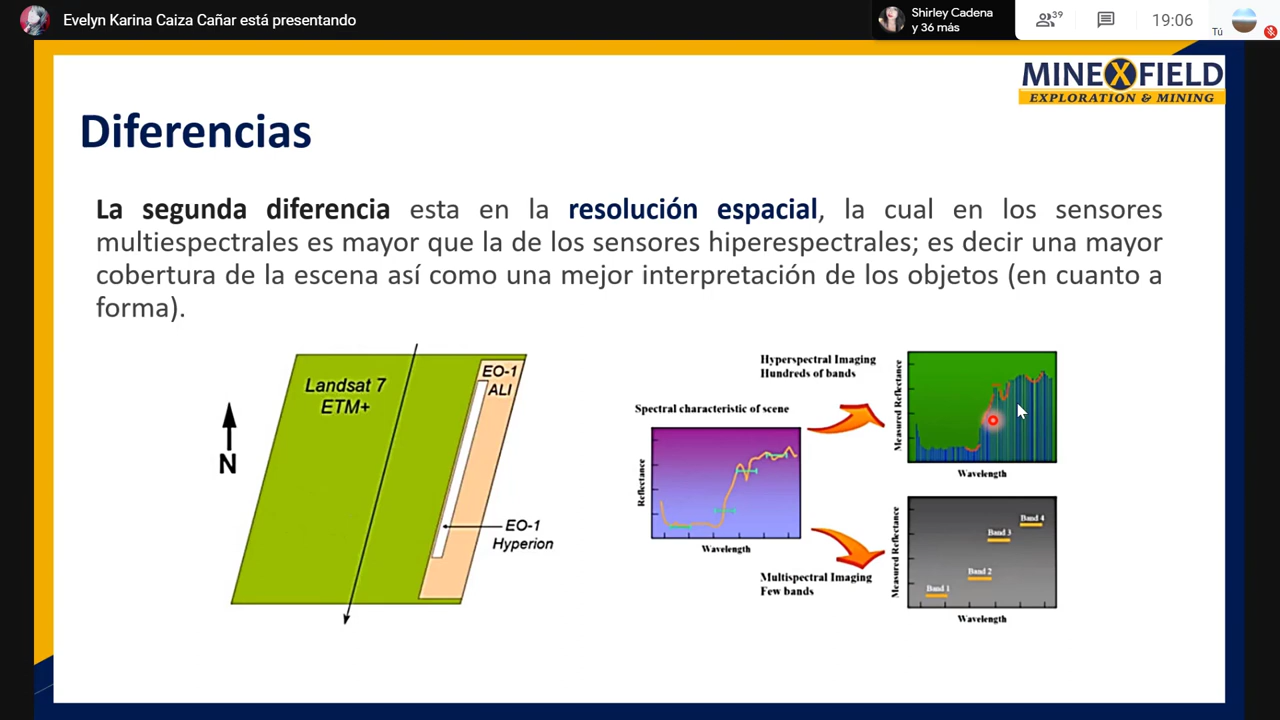 Evelyn Karina Caiza Cañar está presentando
Shirley Cadena
y 36 más
39
19:06
Tú
MINEXFIELD
EXPLORATION & MINING
Diferencias
La segunda diferencia esta en la resolución espacial, la cual en los sensores
multiespectrales es mayor que la de los sensores hiperespectrales; es decir una mayor
cobertura de la escena así como una mejor interpretación de los objetos (en cuanto a
forma).
Landsat 7
ETM+
EO-1
ALI
N
EO-1
Hyperion
Hyperspectral Imaging
Hundreds of bands
Spectral characteristic of scene
Reflectance
Wavelength
Measured Reflectance
Wavelength
Multispectral Imaging
Few bands
Measured Reflectance
Band 4
Band 3
Band 2
Band 1
Wavelength